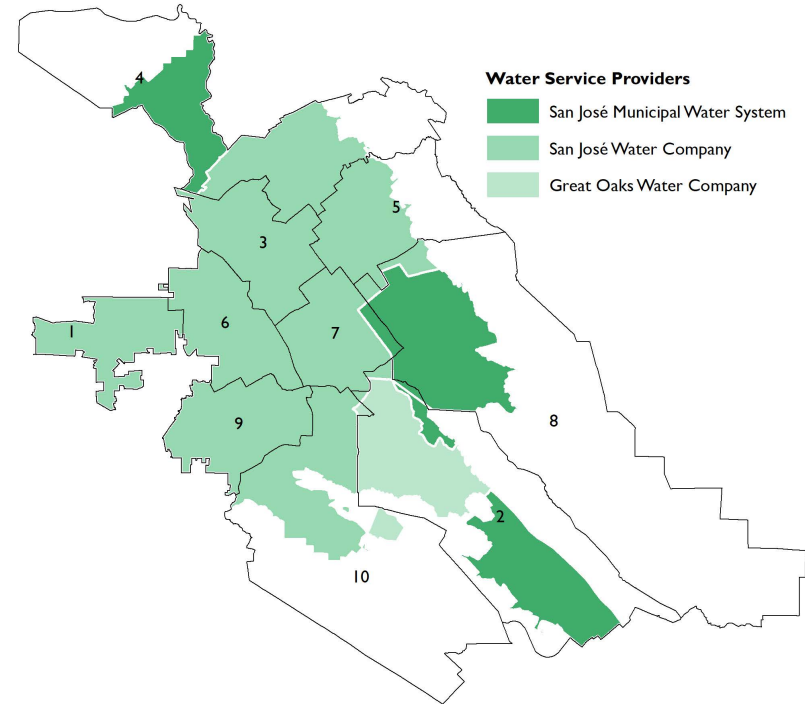 Water Service Providers
San José Municipal Water System
San José Water Company
Great Oaks Water Company
4
5
3
1
6
7
9
8
2
10